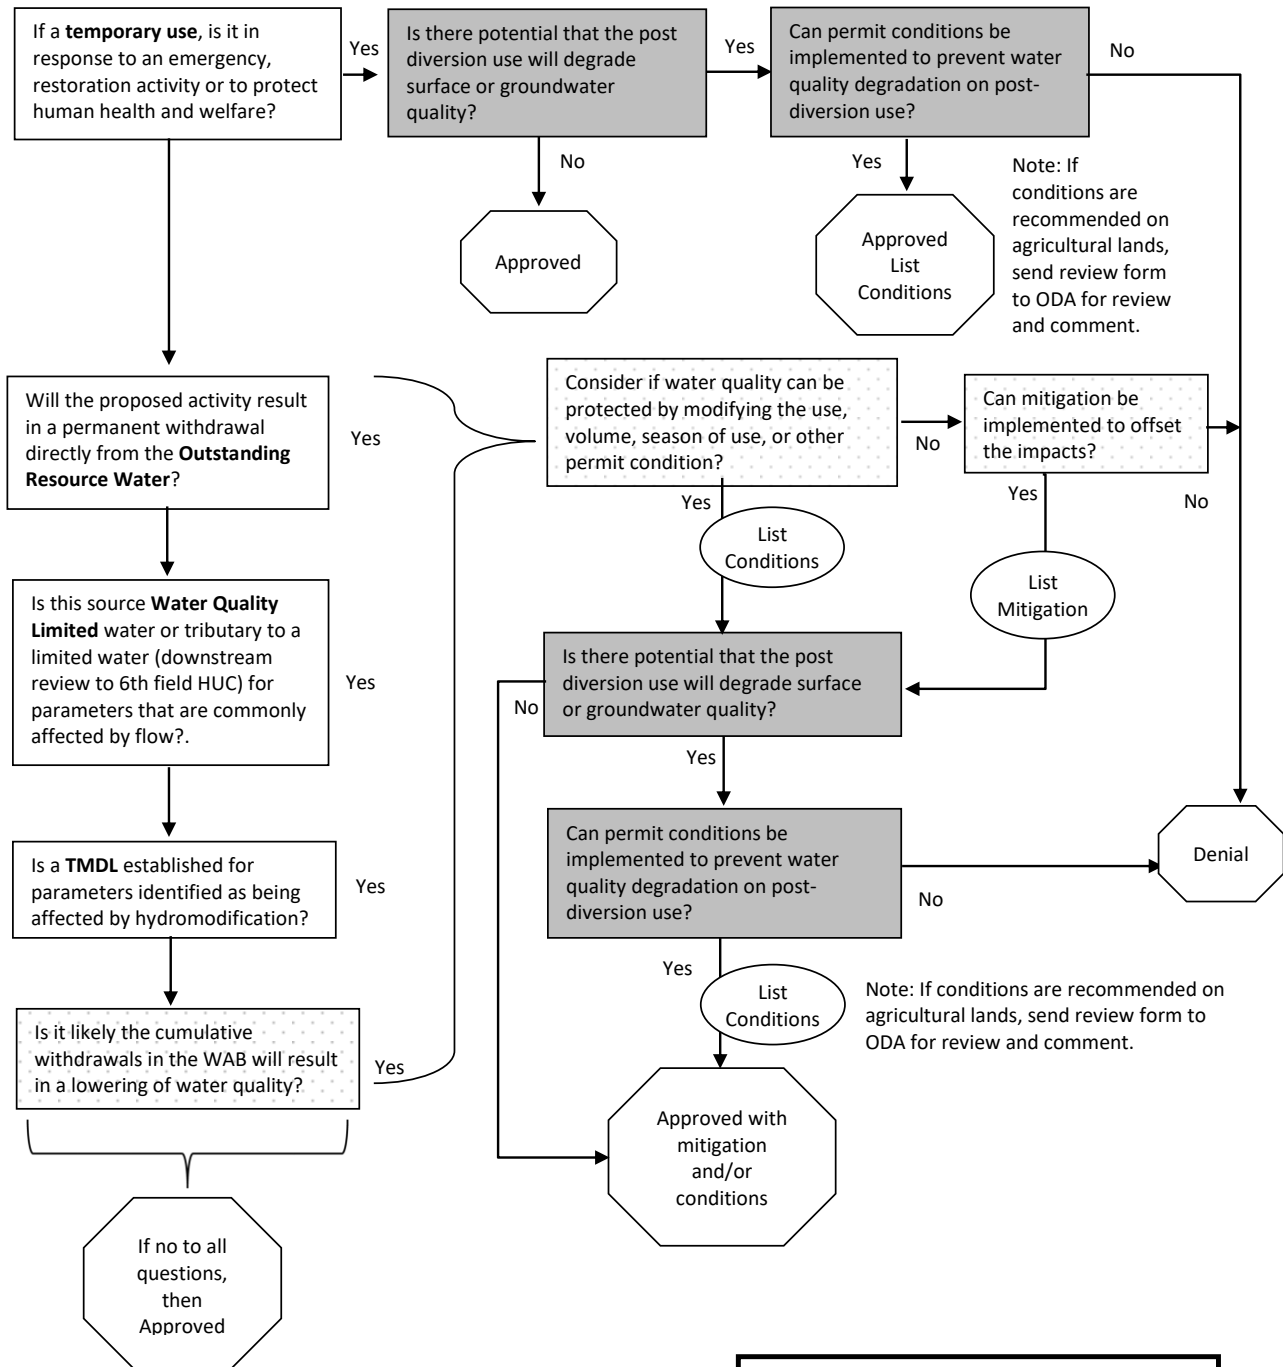 If a temporary use, is it in
response to an emergency,
restoration activity or to protect
human health and welfare?
Yes
Is there potential that the post
diversion use will degrade
surface or groundwater
quality?
Yes
Can permit conditions be
implemented to prevent water
quality degradation on post-
diversion use?
No
No
Approved
Yes
Approved
List
Conditions
Note: If
conditions are
recommended on
agricultural lands,
send review form
to ODA for review
and comment.
Will the proposed activity result
in a permanent withdrawal
directly from the Outstanding
Resource Water?
Yes
Consider if water quality can be
protected by modifying the use,
volume, season of use, or other
permit condition?
No
Can mitigation be
implemented to offset
the impacts?
No
Yes
List
Conditions
Yes
List
Mitigation
Is this source Water Quality
Limited water or tributary to a
limited water (downstream
review to 6th field HUC) for
parameters that are commonly
affected by flow?.
Yes
Is there potential that the post
diversion use will degrade surface
or groundwater quality?
No
Yes
Is a TMDL established for
parameters identified as being
affected by hydromodification?
Yes
Can permit conditions be
implemented to prevent water
quality degradation on post-
diversion use?
No
Denial
Yes
List
Conditions
Note: If conditions are recommended on
agricultural lands, send review form to
ODA for review and comment.
Is it likely the cumulative
withdrawals in the WAB will result
in a lowering of water quality?
Yes
Approved with
mitigation
and/or
conditions
If no to all
questions,
then
Approved